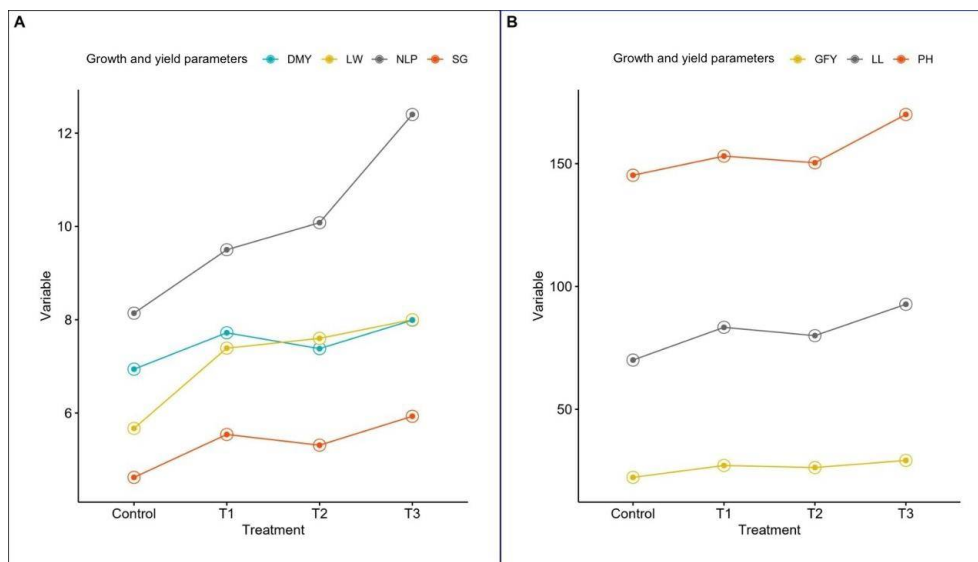 A
Growth and yield parameters DMY LW NLP SG
12
10
8
6
Variable
Control T1 T2 T3
Treatment
B
Growth and yield parameters GFY LL PH
150
100
50
Variable
Control T1 T2 T3
Treatment